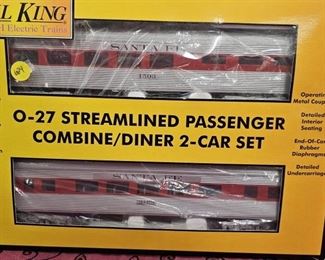 IL KING
l Electric Trains
SANTA FE
1503
O-27 STREAMLINED PASSENGER
COMBINE/DINER 2-CAR SET
SANTA FE
Operatin
Metal Coupl
Detailed
Interior
Seating
End-Of-Ca
Rubber
Diaphragm
Detailed
Undercarriage